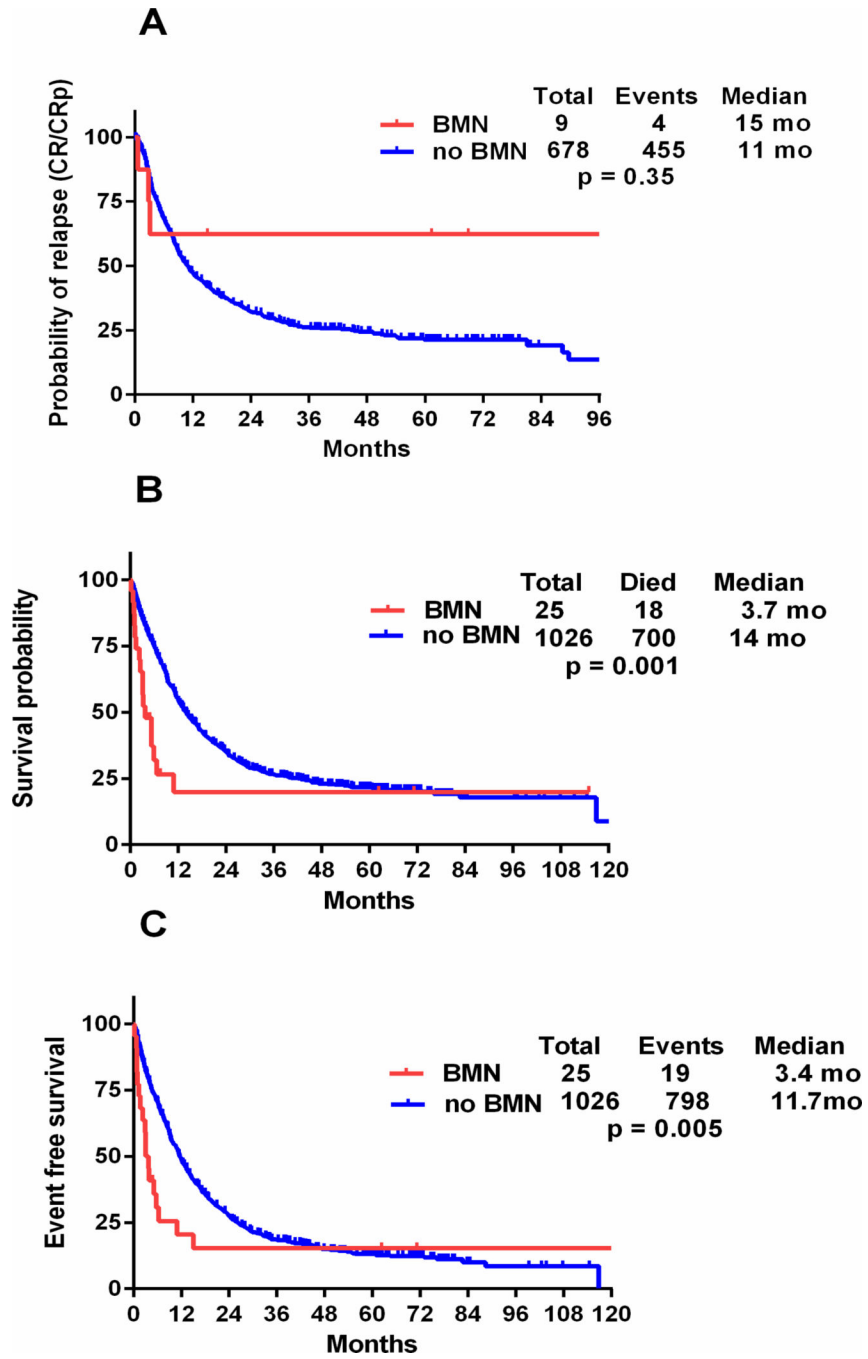 A
Total Events Median
BMN 9 4 15 mo
no BMN 678 455 11 mo
p = 0.35
Probability of relapse (CR/CRp)
100
75
50
25
0
0 12 24 36 48 60 72 84 96
Months
B
Total Died Median
BMN 25 18 3.7 mo
no BMN 1026 700 14 mo
p = 0.001
Survival probability
100
75
50
25
0
0 12 24 36 48 60 72 84 96 108 120
Months
C
Total Events Median
BMN 25 19 3.4 mo
no BMN 1026 798 11.7mo
p = 0.005
Event free survival
100
75
50
25
0
0 12 24 36 48 60 72 84 96 108 120
Months